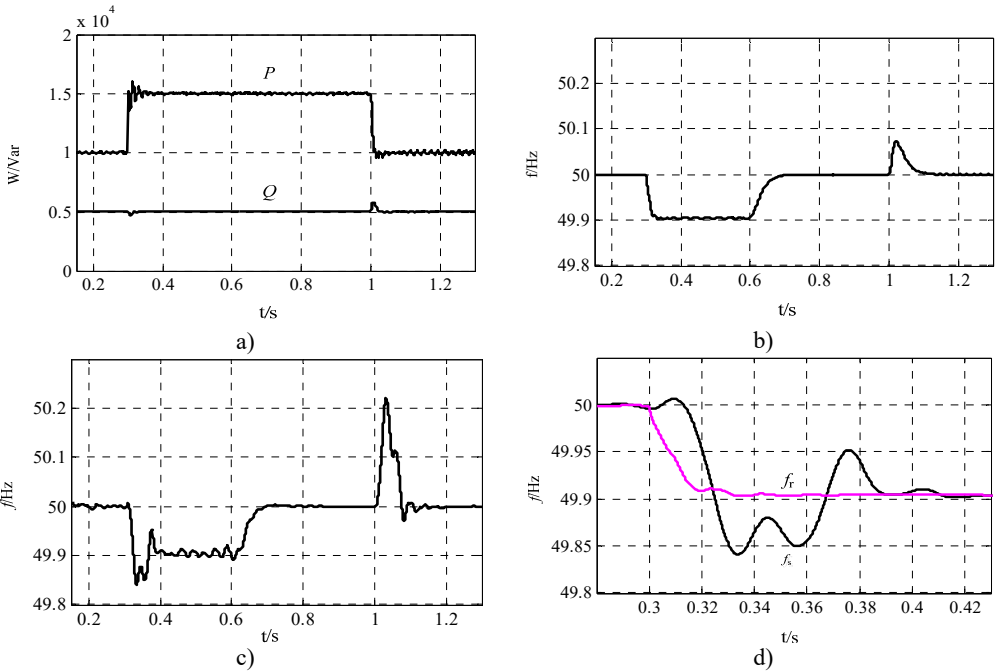 x 10⁴
2
1.5
1
0.5
0
W/Var
P
Q
0.2 0.4 0.6 0.8 1 1.2
t/s
a)
50.2
50.1
50
49.9
49.8
f/Hz
0.2 0.4 0.6 0.8 1 1.2
t/s
b)
50.2
50.1
50
49.9
49.8
f/Hz
0.2 0.4 0.6 0.8 1 1.2
t/s
c)
50
49.95
49.9
49.85
49.8
f/Hz
fr
fs
0.3 0.32 0.34 0.36 0.38 0.4 0.42
t/s
d)